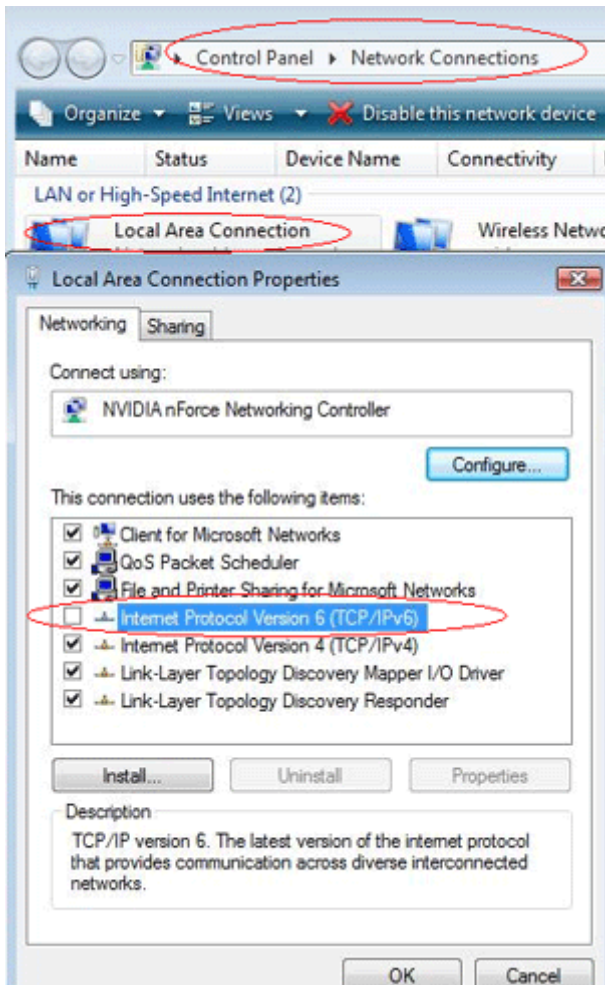 Control Panel Network Connections
Organize Views Disable this network device
Name Status Device Name Connectivity
LAN or High-Speed Internet (2)
Local Area Connection Wireless
Local Area Connection Properties
Networking Sharing
Connect using:
NVIDIA nForce Networking Controller
Configure...
This connection uses the following items:
Client for Microsoft Networks
QoS Packet Scheduler
File and Printer Sharing for Microsoft Networks
Internet Protocol Version 6 (TCP/IPv6)
Internet Protocol Version 4 (TCP/IPv4)
Link-Layer Topology Discovery Mapper I/O Driver
Link-Layer Topology Discovery Responder
Install... Uninstall Properties
Description
TCP/IP version 6. The latest version of the internet protocol
that provides communication across diverse interconnected
networks.
OK Cancel